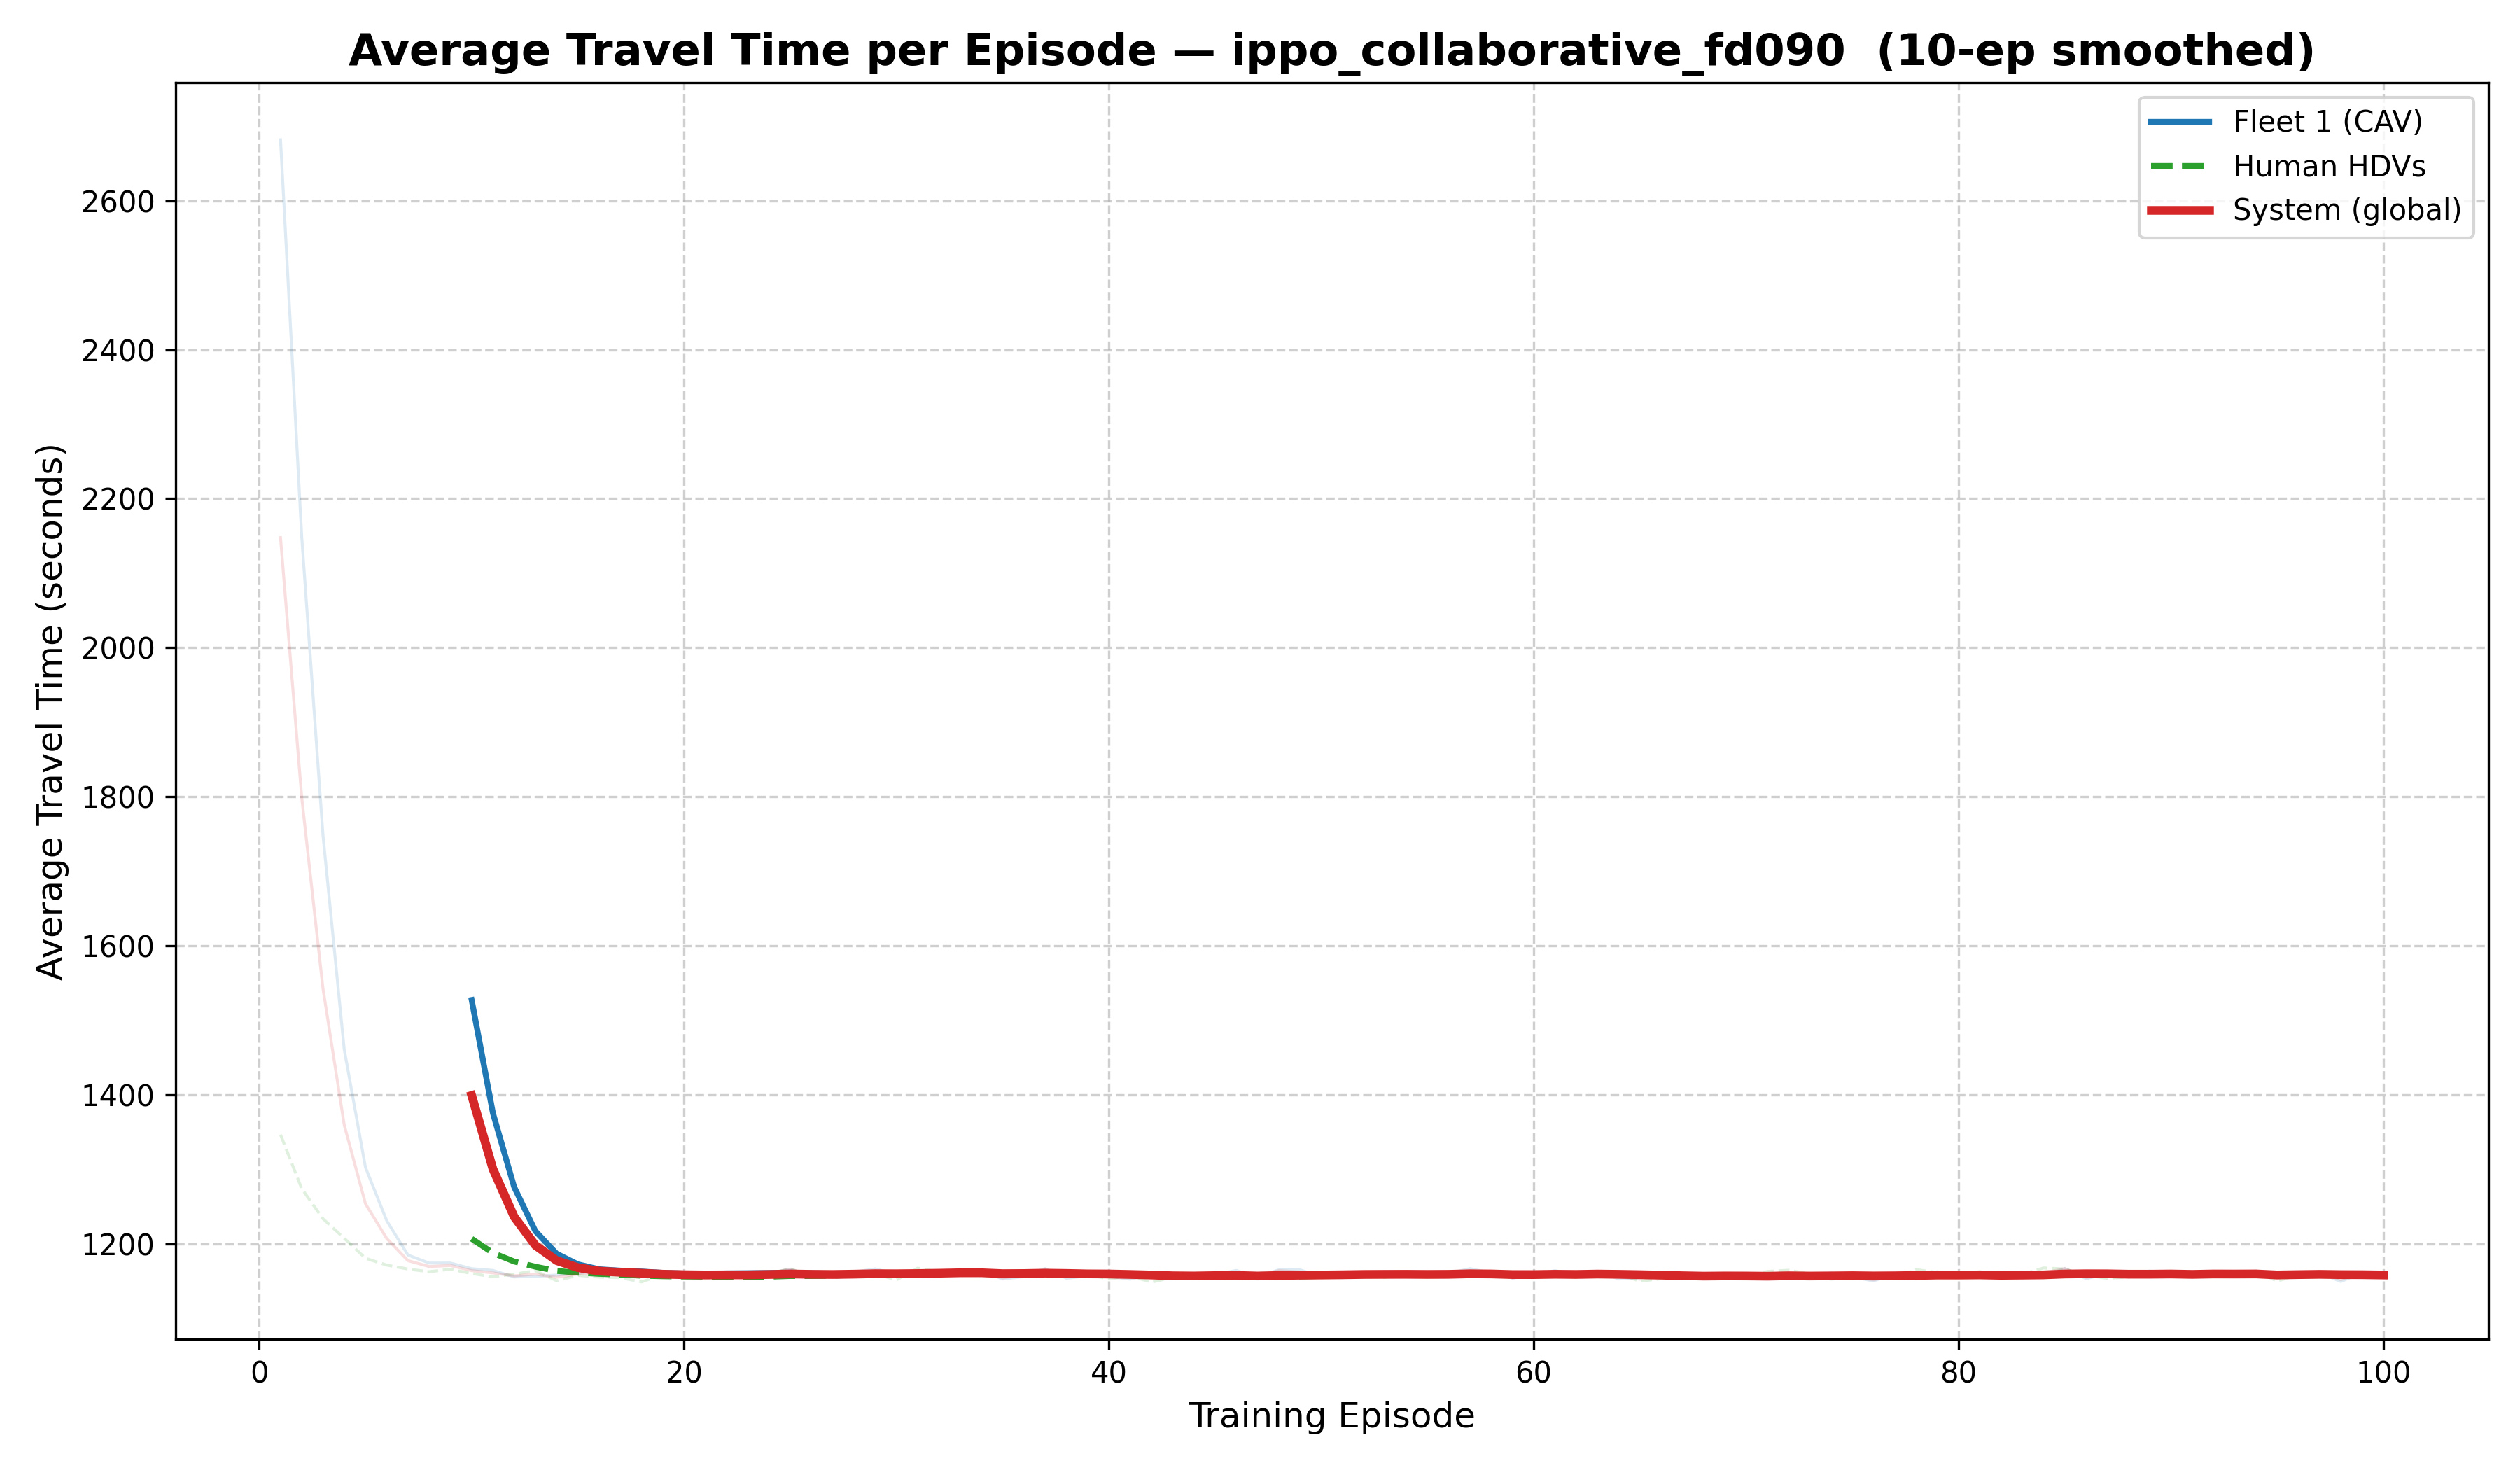 Average Travel Time per Episode — ippo_collaborative_fd090  (10-ep smoothed)
Fleet 1 (CAV)
Human HDVs
System (global)
Average Travel Time (seconds)
2600
2400
2200
2000
1800
1600
1400
1200
0 20 40 60 80 100
Training Episode